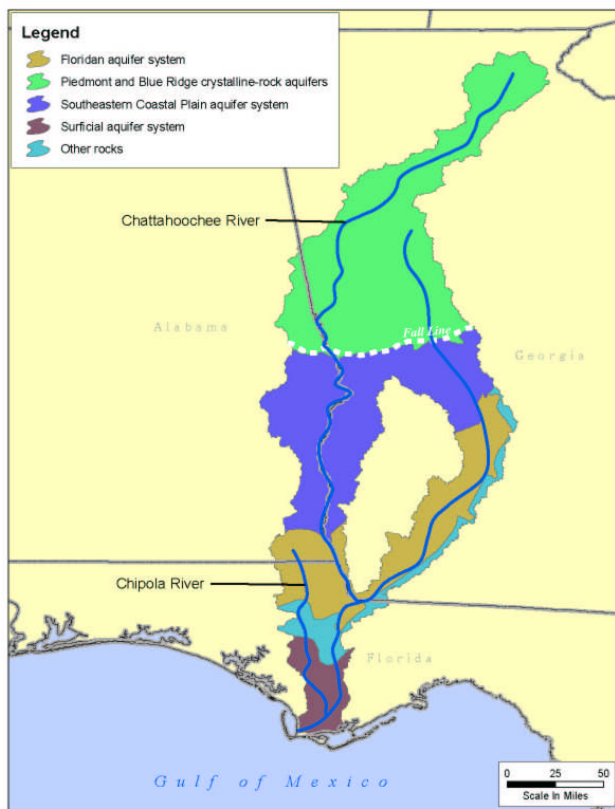 Legend
Floridan aquifer system
Piedmont and Blue Ridge crystalline-rock aquifers
Southeastern Coastal Plain aquifer system
Surficial aquifer system
Other rocks
Chattahoochee River
Alabama
Fall Line
Georgia
Chipola River
Florida
Gulf of Mexico
0 25 50
Scale In Miles